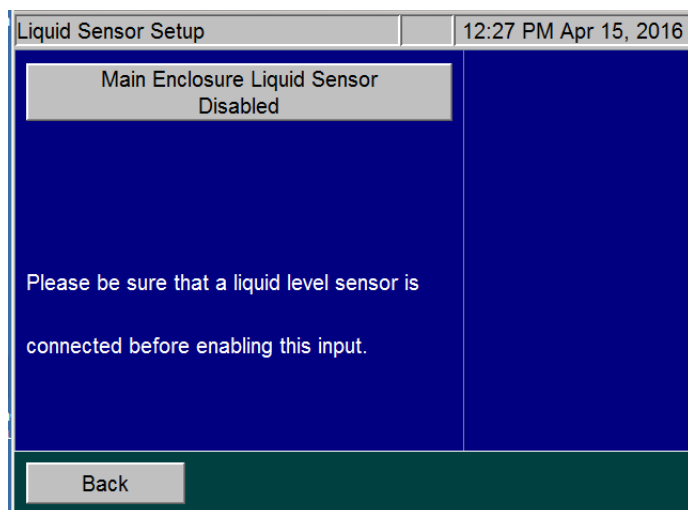 Liquid Sensor Setup
12:27 PM Apr 15, 2016
Main Enclosure Liquid Sensor
Disabled
Please be sure that a liquid level sensor is
connected before enabling this input.
Back